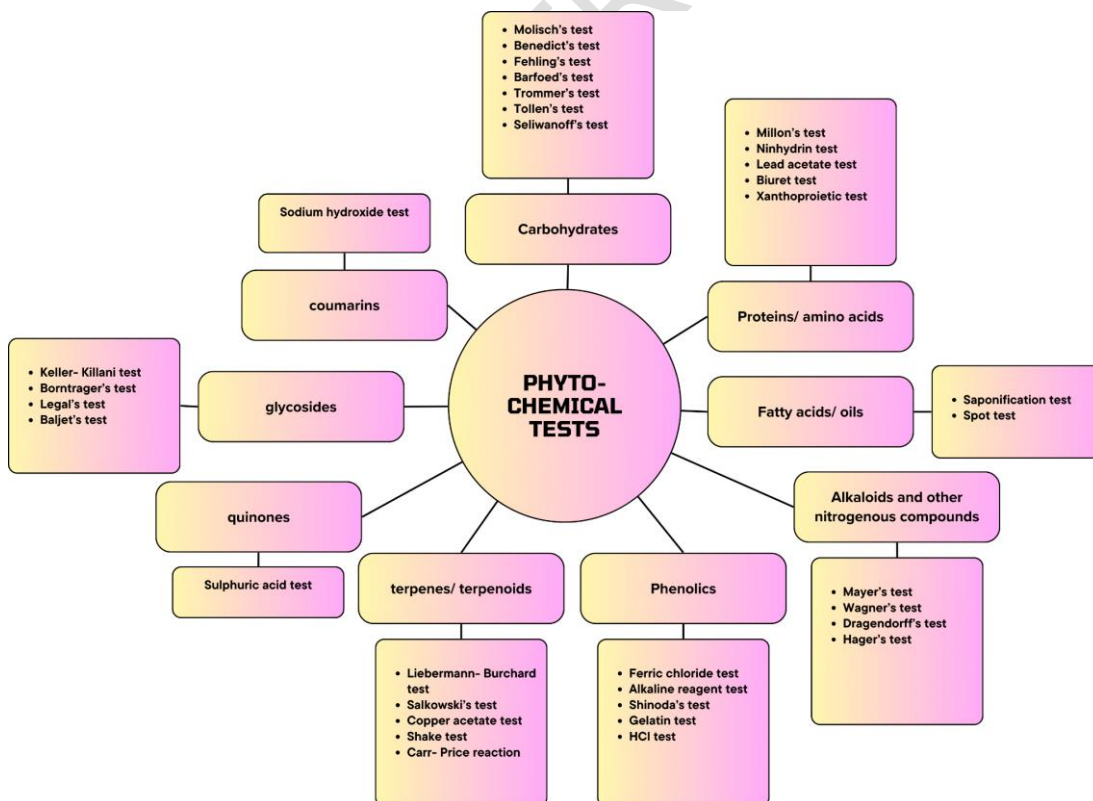 • Molisch's test
• Benedict's test
• Fehling's test
• Barfoed's test
• Trommer's test
• Tollen's test
• Seliwanoff's test
Carbohydrates
• Millon's test
• Ninhydrin test
• Lead acetate test
• Biuret test
• Xanthoproietic test
Proteins/ amino acids
Sodium hydroxide test
coumarins
• Keller- Killani test
• Borntrager's test
• Legal's test
• Baljet's test
glycosides
PHYTO-
CHEMICAL
TESTS
Fatty acids/ oils
• Saponification test
• Spot test
quinones
Sulphuric acid test
Alkaloids and other
nitrogenous compounds
• Mayer's test
• Wagner's test
• Dragendorff's test
• Hager's test
terpenes/ terpenoids
• Liebermann- Burchard
test
• Salkowski's test
• Copper acetate test
• Shake test
• Carr- Price reaction
Phenolics
• Ferric chloride test
• Alkaline reagent test
• Shinoda's test
• Gelatin test
• HCl test